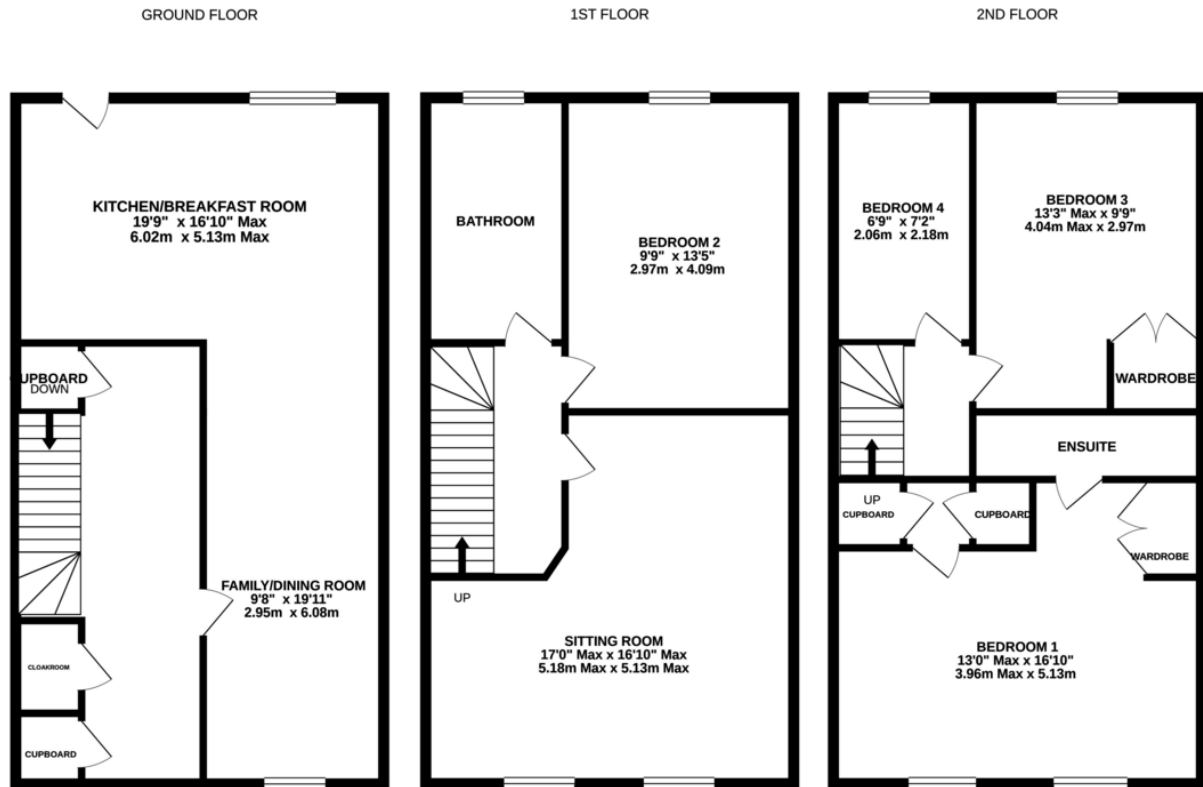 GROUND FLOOR
1ST FLOOR
2ND FLOOR
KITCHEN/BREAKFAST ROOM
19'9" x 16'10" Max
6.02m x 5.13m Max
CUPBOARD
DOWN
FAMILY/DINING ROOM
9'8" x 19'11"
2.95m x 6.08m
CLOAKROOM
CUPBOARD
BATHROOM
BEDROOM 2
9'9" x 13'5"
2.97m x 4.09m
UP
SITTING ROOM
17'0" Max x 16'10" Max
5.18m Max x 5.13m Max
BEDROOM 4
6'9" x 7'2"
2.06m x 2.18m
BEDROOM 3
13'3" Max x 9'9"
4.04m Max x 2.97m
WARDROBE
ENSUITE
UP
CUPBOARD
CUPBOARD
WARDROBE
BEDROOM 1
13'0" Max x 16'10"
3.96m Max x 5.13m